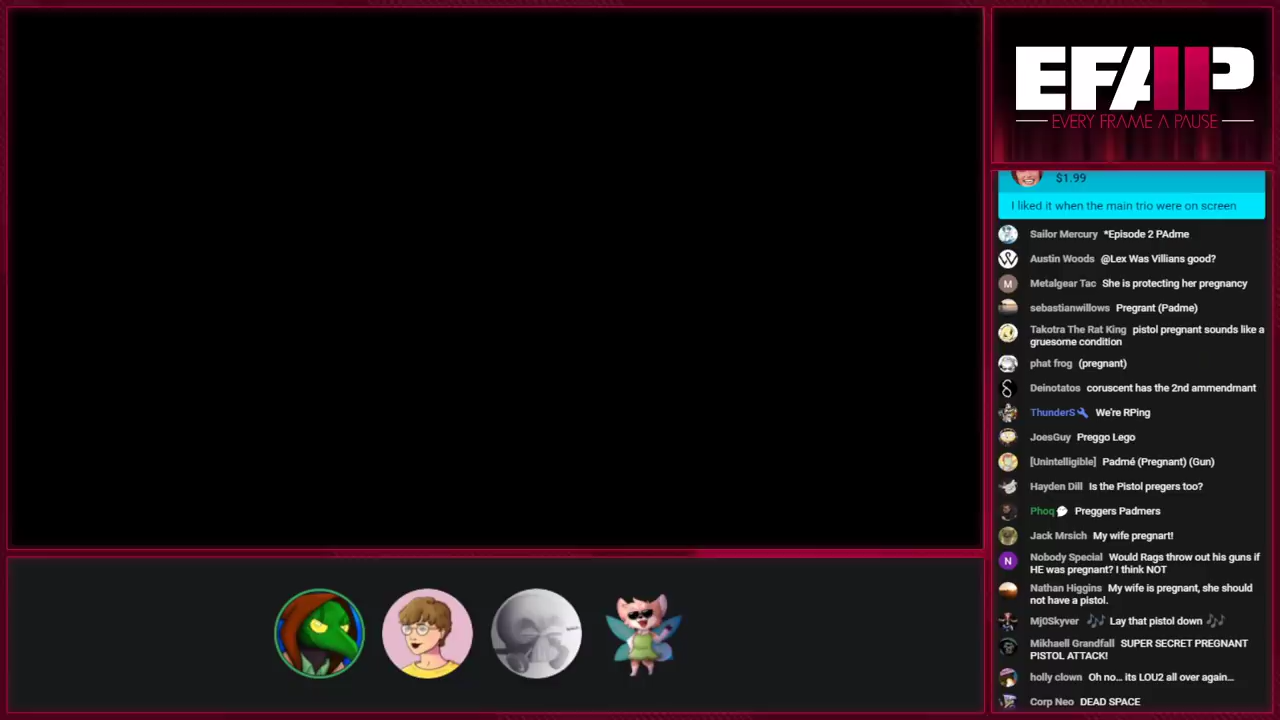 EFAP
EVERY FRAME A PAUSE
$1.99
I liked it when the main trio were on screen
Sailor Mercury *Episode 2 PAdme
Austin Woods @Lex Was Villians good?
M Metalgear Tac She is protecting her pregnancy
sebastianwillows Pregrant (Padme)
Takotra The Rat King pistol pregnant sounds like a
gruesome condition
phat frog (pregnant)
Deinotatos coruscent has the 2nd ammendmant
ThunderS We're RPing
JoesGuy Preggo Lego
[Unintelligible] Padmé (Pregnant) (Gun)
Hayden Dill Is the Pistol pregers too?
Phoq Preggers Padmers
Jack Mrsich My wife pregnart!
N Nobody Special Would Rags throw out his guns if
HE was pregnant? I think NOT
Nathan Higgins My wife is pregnant, she should
not have a pistol.
Mj0Skyver 🎶 Lay that pistol down 🎶
Mikhaell Grandfall SUPER SECRET PREGNANT
PISTOL ATTACK!
holly clown Oh no... its LOU2 all over again...
Corp Neo DEAD SPACE